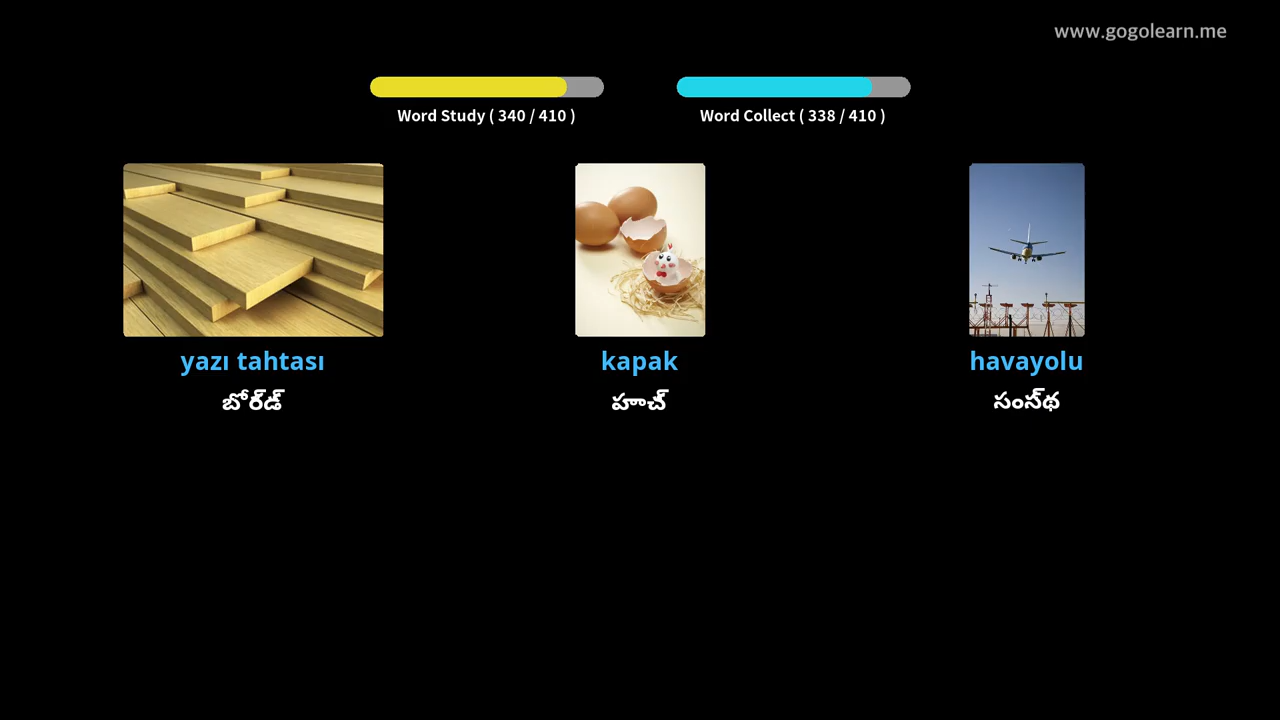 www.gogolearn.me
Word Study ( 340 / 410 )
Word Collect ( 338 / 410 )
yazı tahtası
kapak
havayolu
బోర్డ్
హాచ్
సంస్థ